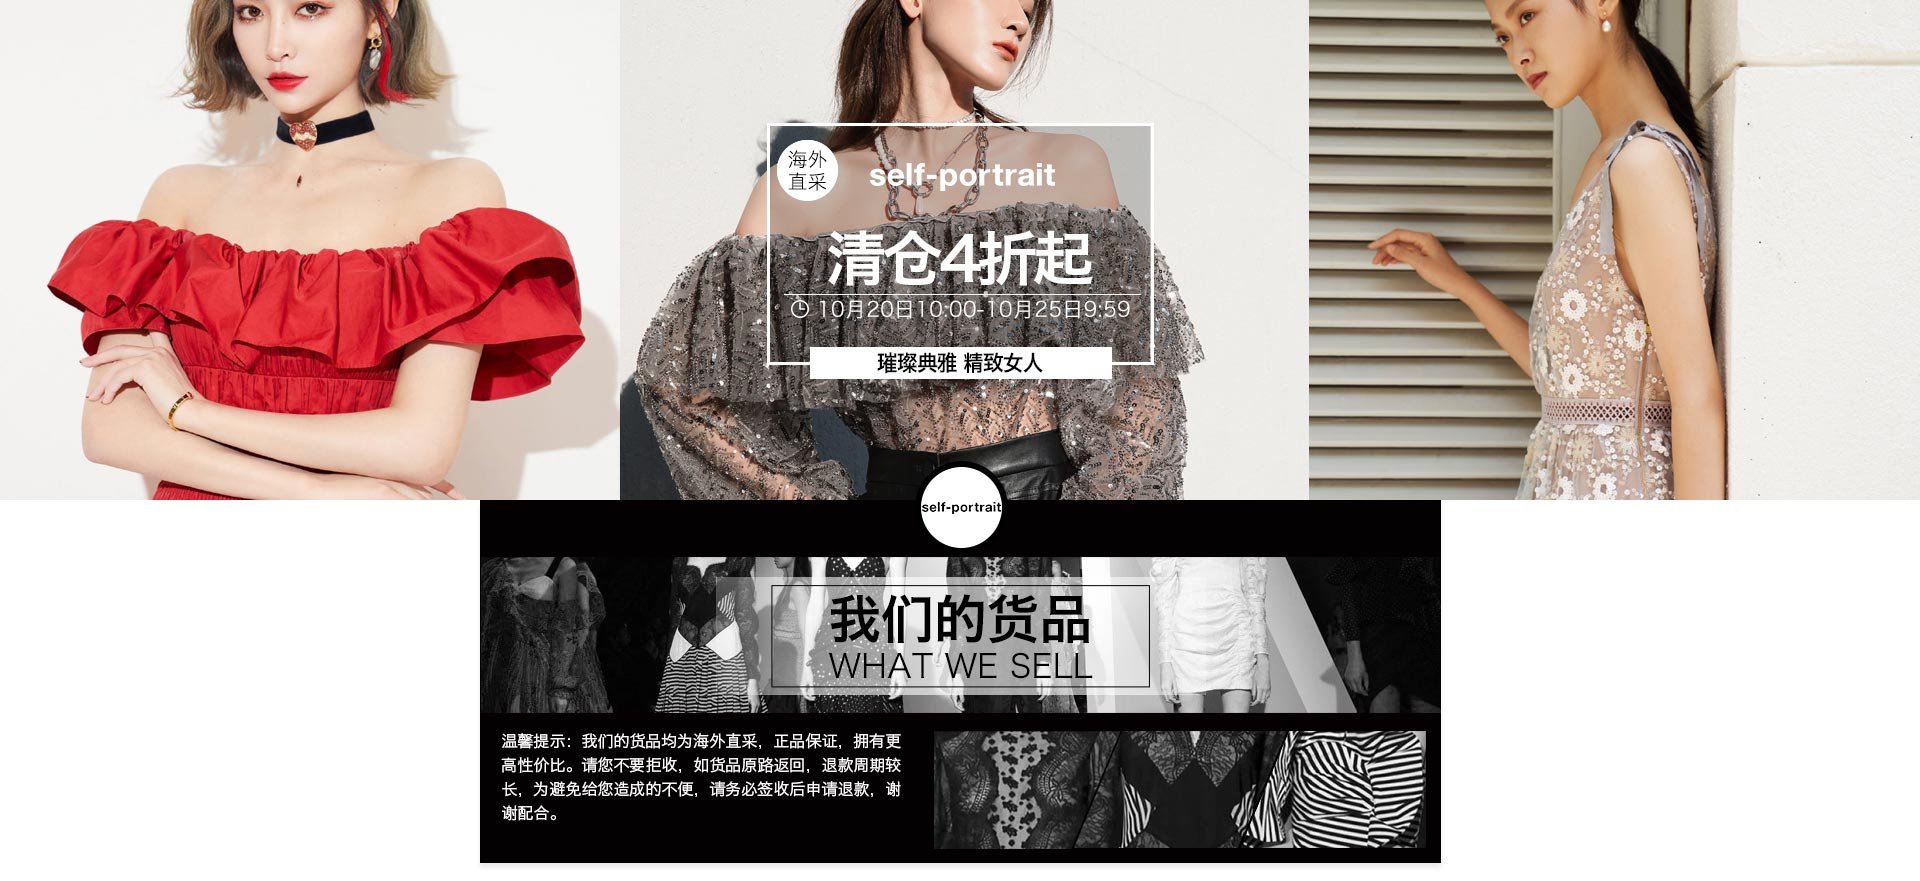 海外
直采
self-portrait
清仓4折起
10月20日10:00-10月25日9:59
璀璨典雅 精致女人
self-portrait
我们的货品
WHAT WE SELL
温馨提示：我们的货品均为海外直采，正品保证，拥有更
高性价比。请您不要拒收，如货品原路返回，退款周期较
长，为避免给您造成的不便，请务必签收后申请退款，谢
谢配合。